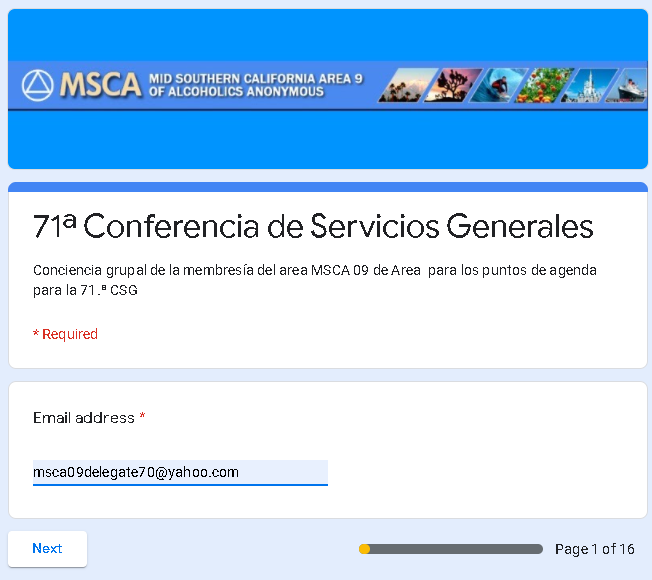 MSCA MID SOUTHERN CALIFORNIA AREA 9
OF ALCOHOLICS ANONYMOUS
71ª Conferencia de Servicios Generales
Conciencia grupal de la membresía del area MSCA 09 de Area para los puntos de agenda
para la 71.ª CSG
* Required
Email address *
msca09delegate70@yahoo.com
Next
Page 1 of 16